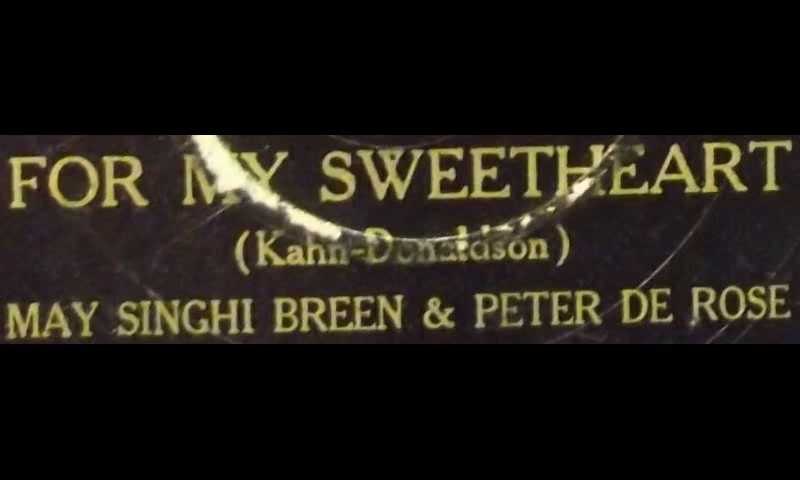 FOR MY SWEETHEART
(Kahn-Donaldson)
MAY SINGHI BREEN & PETER DE ROSE